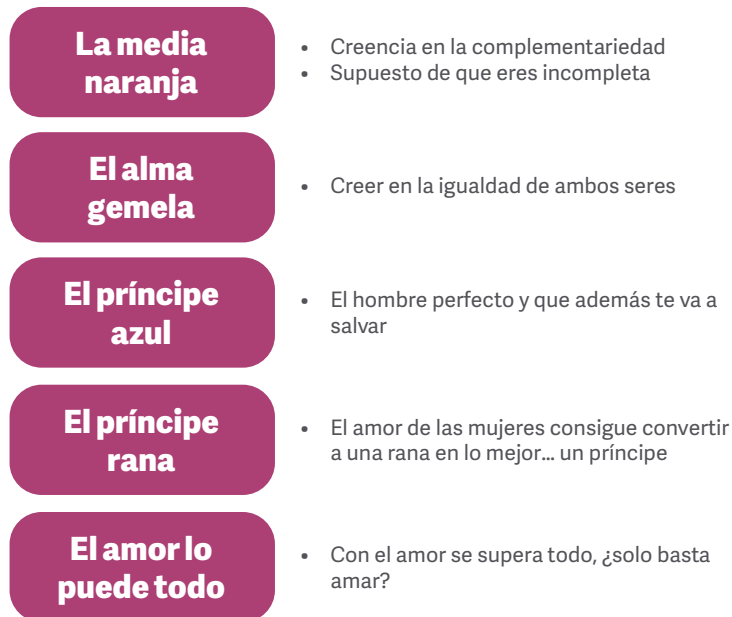 La media
naranja
• Creencia en la complementariedad
• Supuesto de que eres incompleta
El alma
gemela
• Creer en la igualdad de ambos seres
El príncipe
azul
• El hombre perfecto y que además te va a
salvar
El príncipe
rana
• El amor de las mujeres consigue convertir
a una rana en lo mejor... un príncipe
El amor lo
puede todo
• Con el amor se supera todo, ¿solo basta
amar?